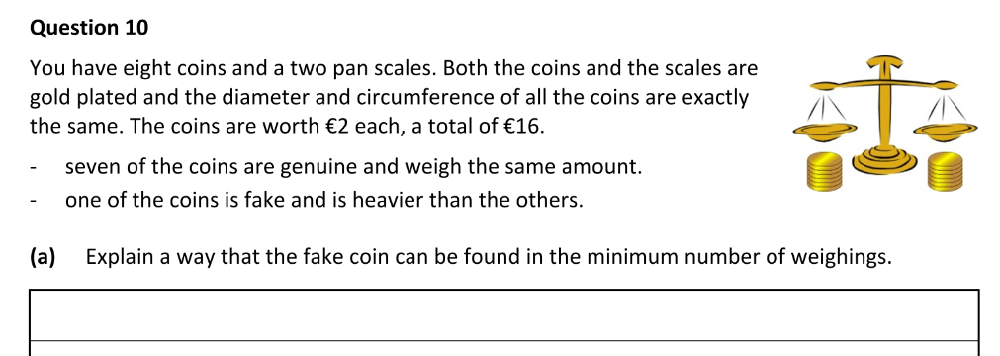 Question 10
You have eight coins and a two pan scales. Both the coins and the scales are
gold plated and the diameter and circumference of all the coins are exactly
the same. The coins are worth €2 each, a total of €16.
- seven of the coins are genuine and weigh the same amount.
- one of the coins is fake and is heavier than the others.
(a) Explain a way that the fake coin can be found in the minimum number of weighings.